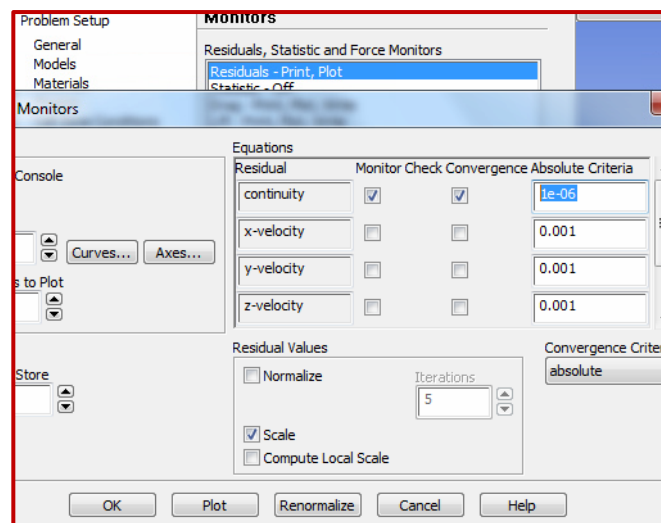 Problem Setup
General
Models
Materials
Monitors
Residuals, Statistic and Force Monitors
Residuals - Print, Plot
Statistic - Off
Monitors
Console
Curves... Axes...
s to Plot
Store
Equations
Residual Monitor Check Convergence Absolute Criteria
continuity 1e-06
x-velocity 0.001
y-velocity 0.001
z-velocity 0.001
Residual Values
Normalize
Iterations
5
Scale
Compute Local Scale
Convergence Crite
absolute
OK Plot Renormalize Cancel Help